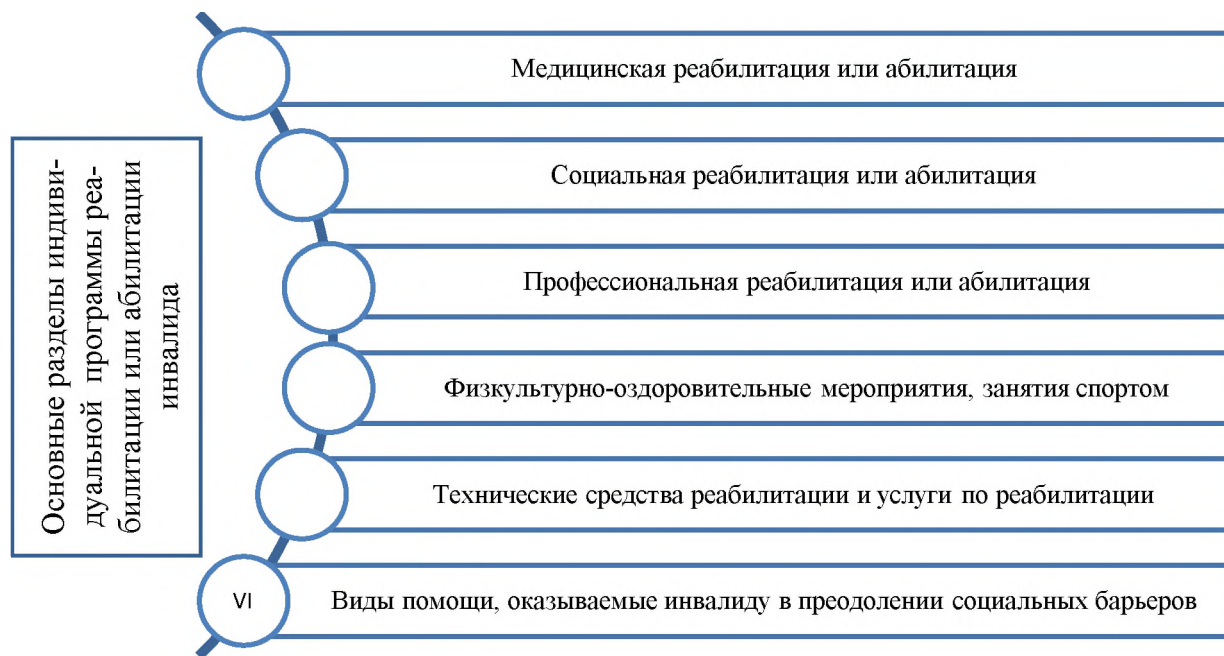 Основные разделы индиви-
дуальной программы реа-
билитации или абилитации
инвалида
Медицинская реабилитация или абилитация
Социальная реабилитация или абилитация
Профессиональная реабилитация или абилитация
Физкультурно-оздоровительные мероприятия, занятия спортом
Технические средства реабилитации и услуги по реабилитации
VI Виды помощи, оказываемые инвалиду в преодолении социальных барьеров